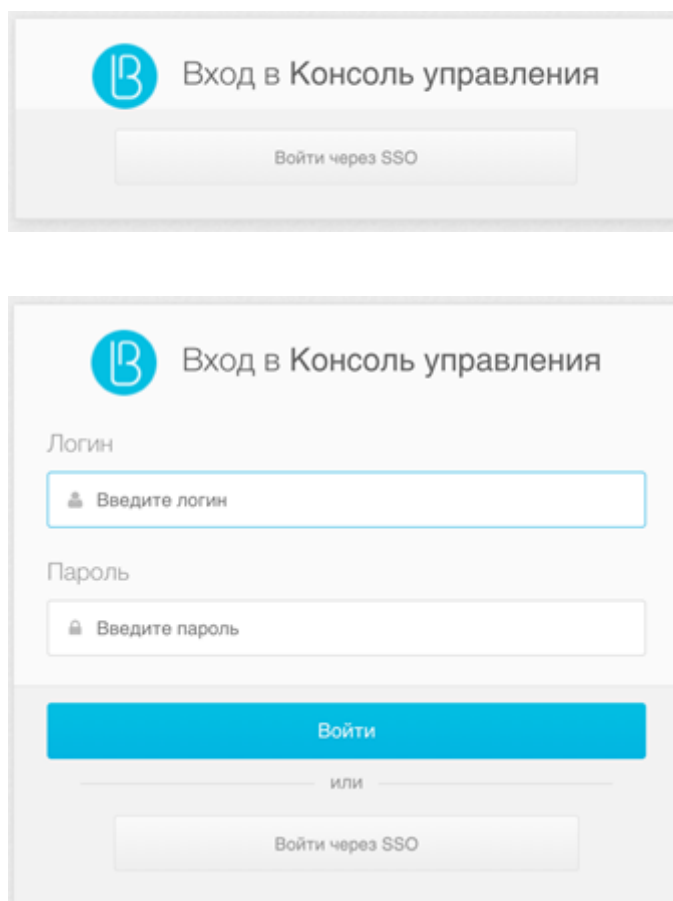 Вход в Консоль управления
Войти через SSO
Вход в Консоль управления
Логин
Введите логин
Пароль
Введите пароль
Войти
или
Войти через SSO